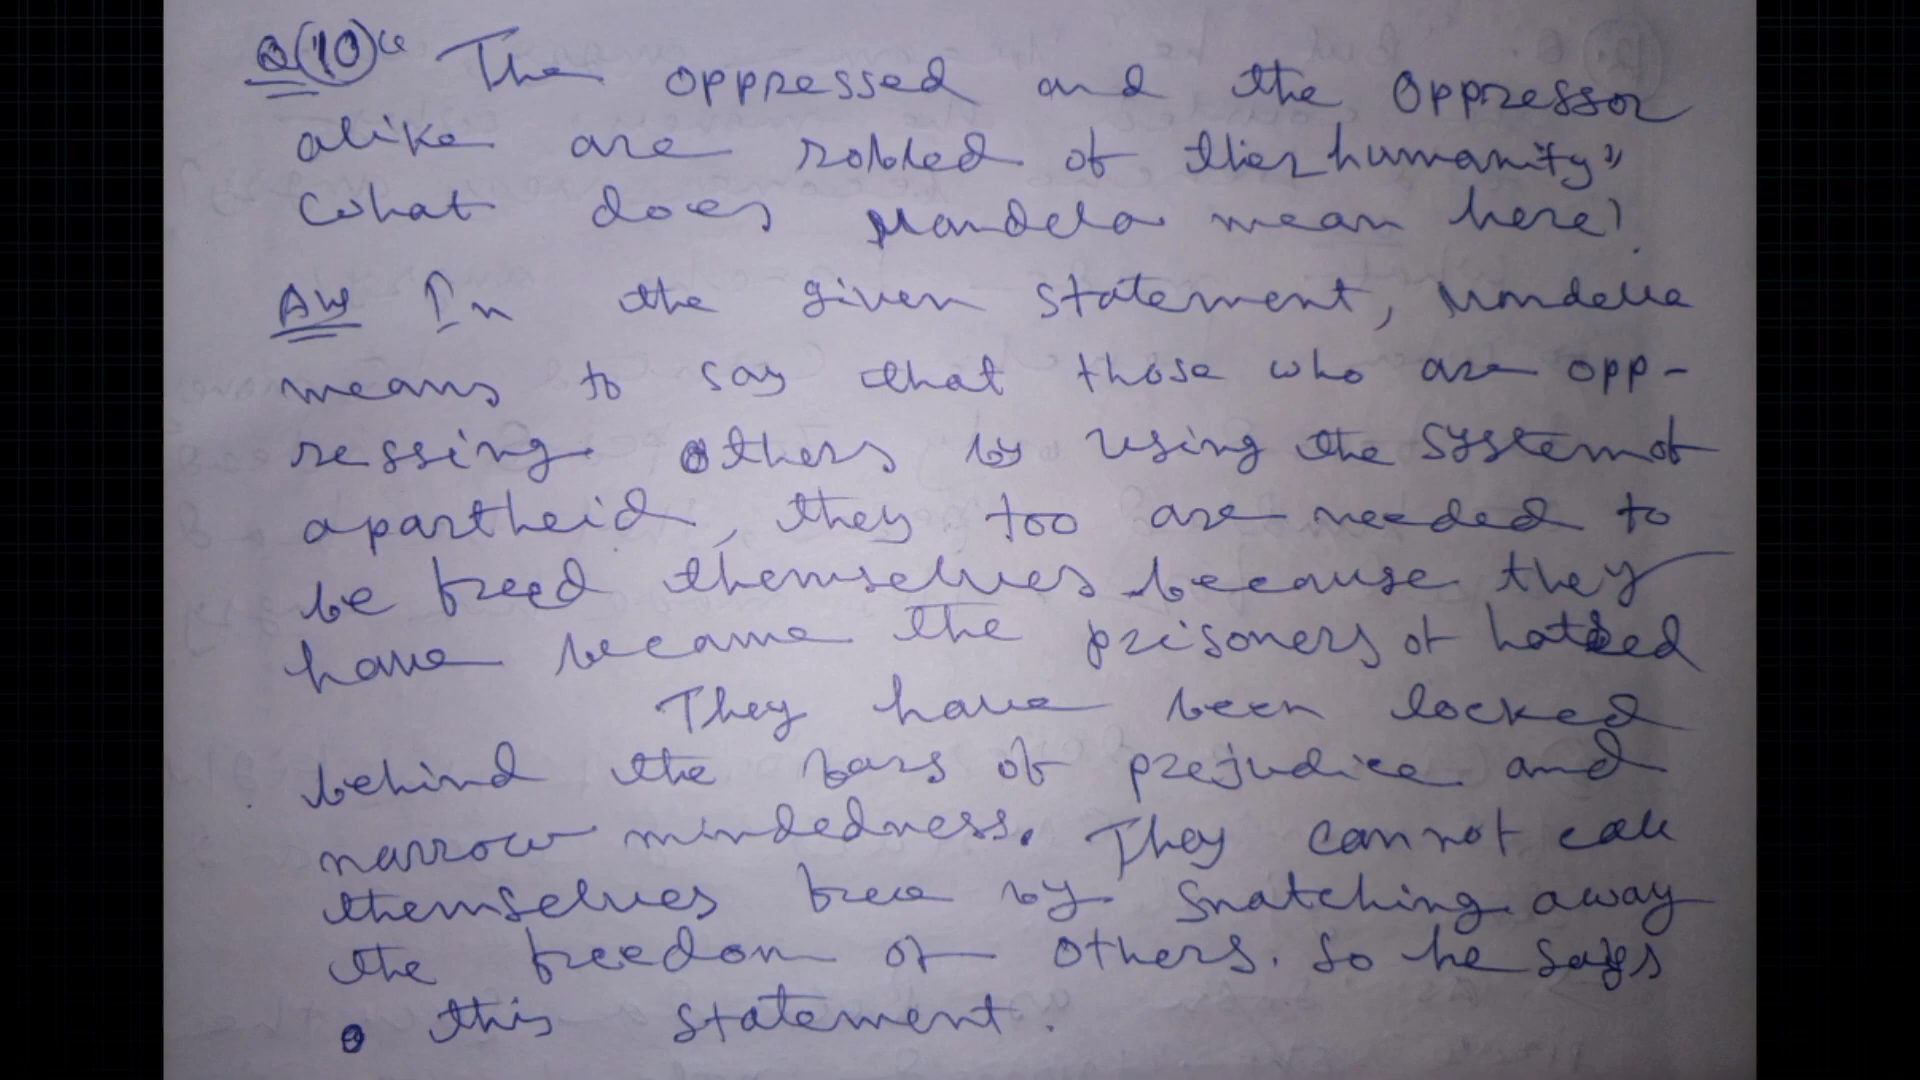 Q(10) "The oppressed and the oppressor
alike are robbed of thier humanity"
What does Mandela mean here?
Ans In the given statement, Mandella
means to say that those who are opp-
ressing others by using the system of
apartheid, they too are needed to
be freed themselves because they
have became the prisoners of hatred
They have been locked
behind the bars of prejudice and
narrow mindedness. They cannot call
themselves free by snatching away
the freedom of others. So he says
this statement.